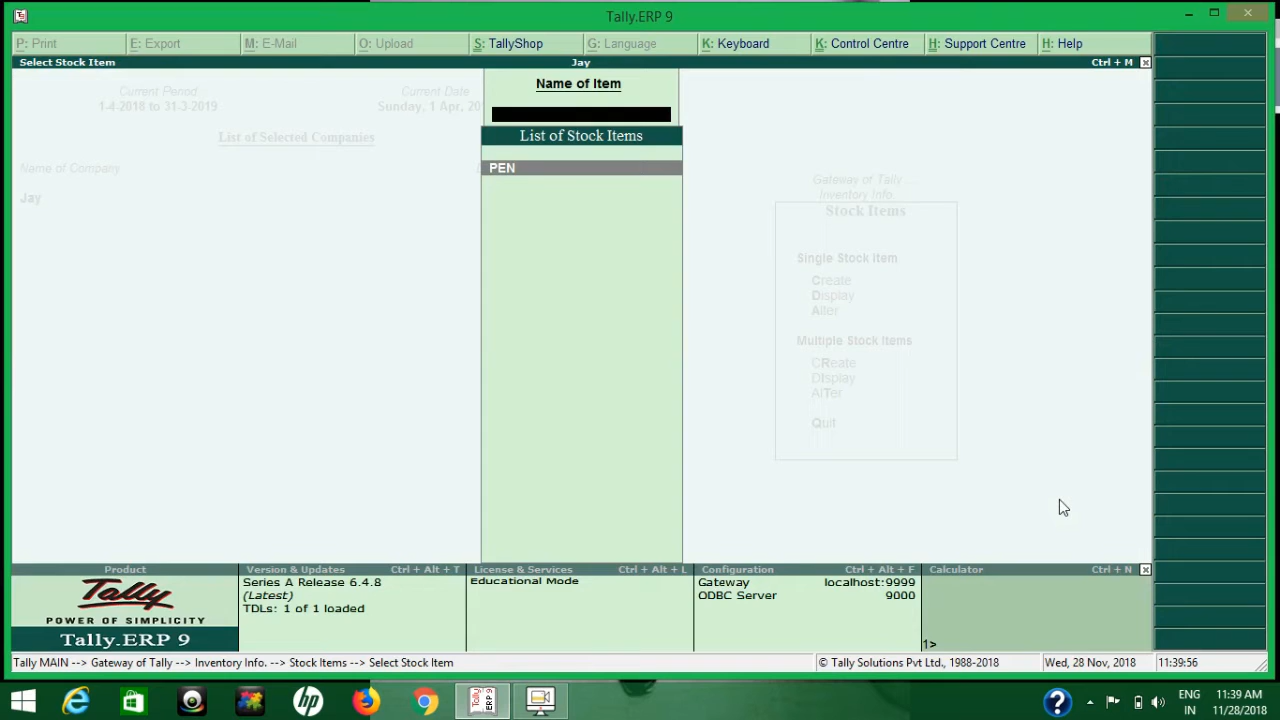 Tally.ERP 9
P: Print
E: Export
M: E-Mail
O: Upload
S: TallyShop
G: Language
K: Keyboard
K: Control Centre
H: Support Centre
H: Help
Select Stock Item
Jay
Ctrl + M
Current Period
1-4-2018 to 31-3-2019
Current Date
Sunday, 1 Apr, 20
List of Selected Companies
Name of Company
Jay
Name of Item
List of Stock Items
PEN
Gateway of Tally ...
Inventory Info. ...
Stock Items
Single Stock Item
Create
Display
Alter
Multiple Stock Items
CReate
DIsplay
AlTer
Quit
Product
Tally
POWER OF SIMPLICITY
Tally.ERP 9
Version & Updates
Ctrl + Alt + T
Series A Release 6.4.8
(Latest)
TDLs: 1 of 1 loaded
License & Services
Ctrl + Alt + L
Educational Mode
Configuration
Ctrl + Alt + F
Gateway
localhost:9999
ODBC Server
9000
Calculator
Ctrl + N
1>
Tally MAIN --> Gateway of Tally --> Inventory Info. --> Stock Items --> Select Stock Item
© Tally Solutions Pvt Ltd., 1988-2018
Wed, 28 Nov, 2018
11:39:56
hp
Tally
ERP 9
ENG
IN
11:39 AM
11/28/2018